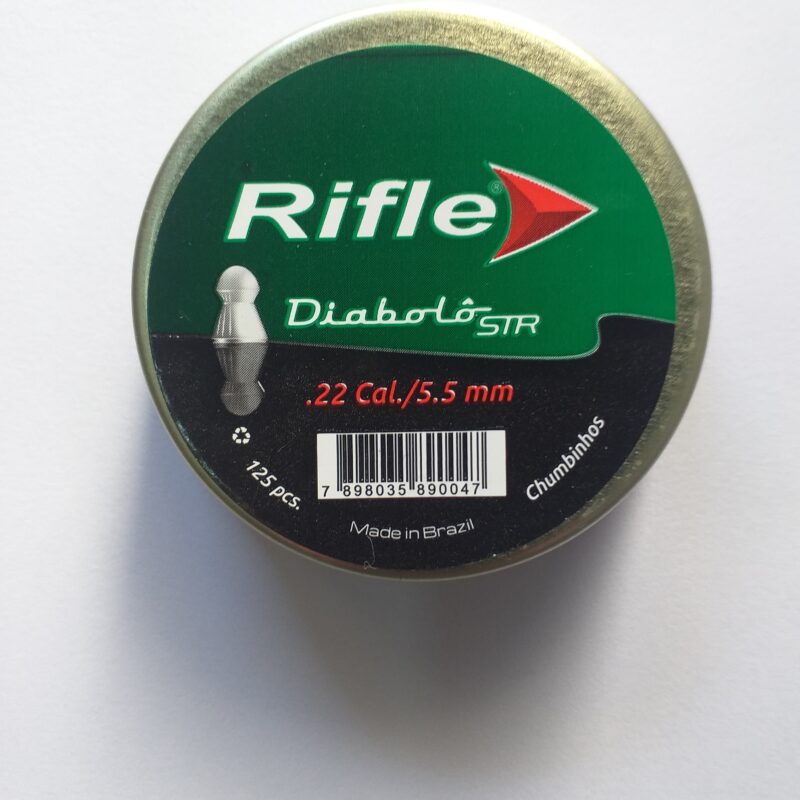 Rifle®
Diabolô STR
.22 Cal./5.5 mm
125 pcs.
7 898035 890047
Chumbinhos
Made in Brazil